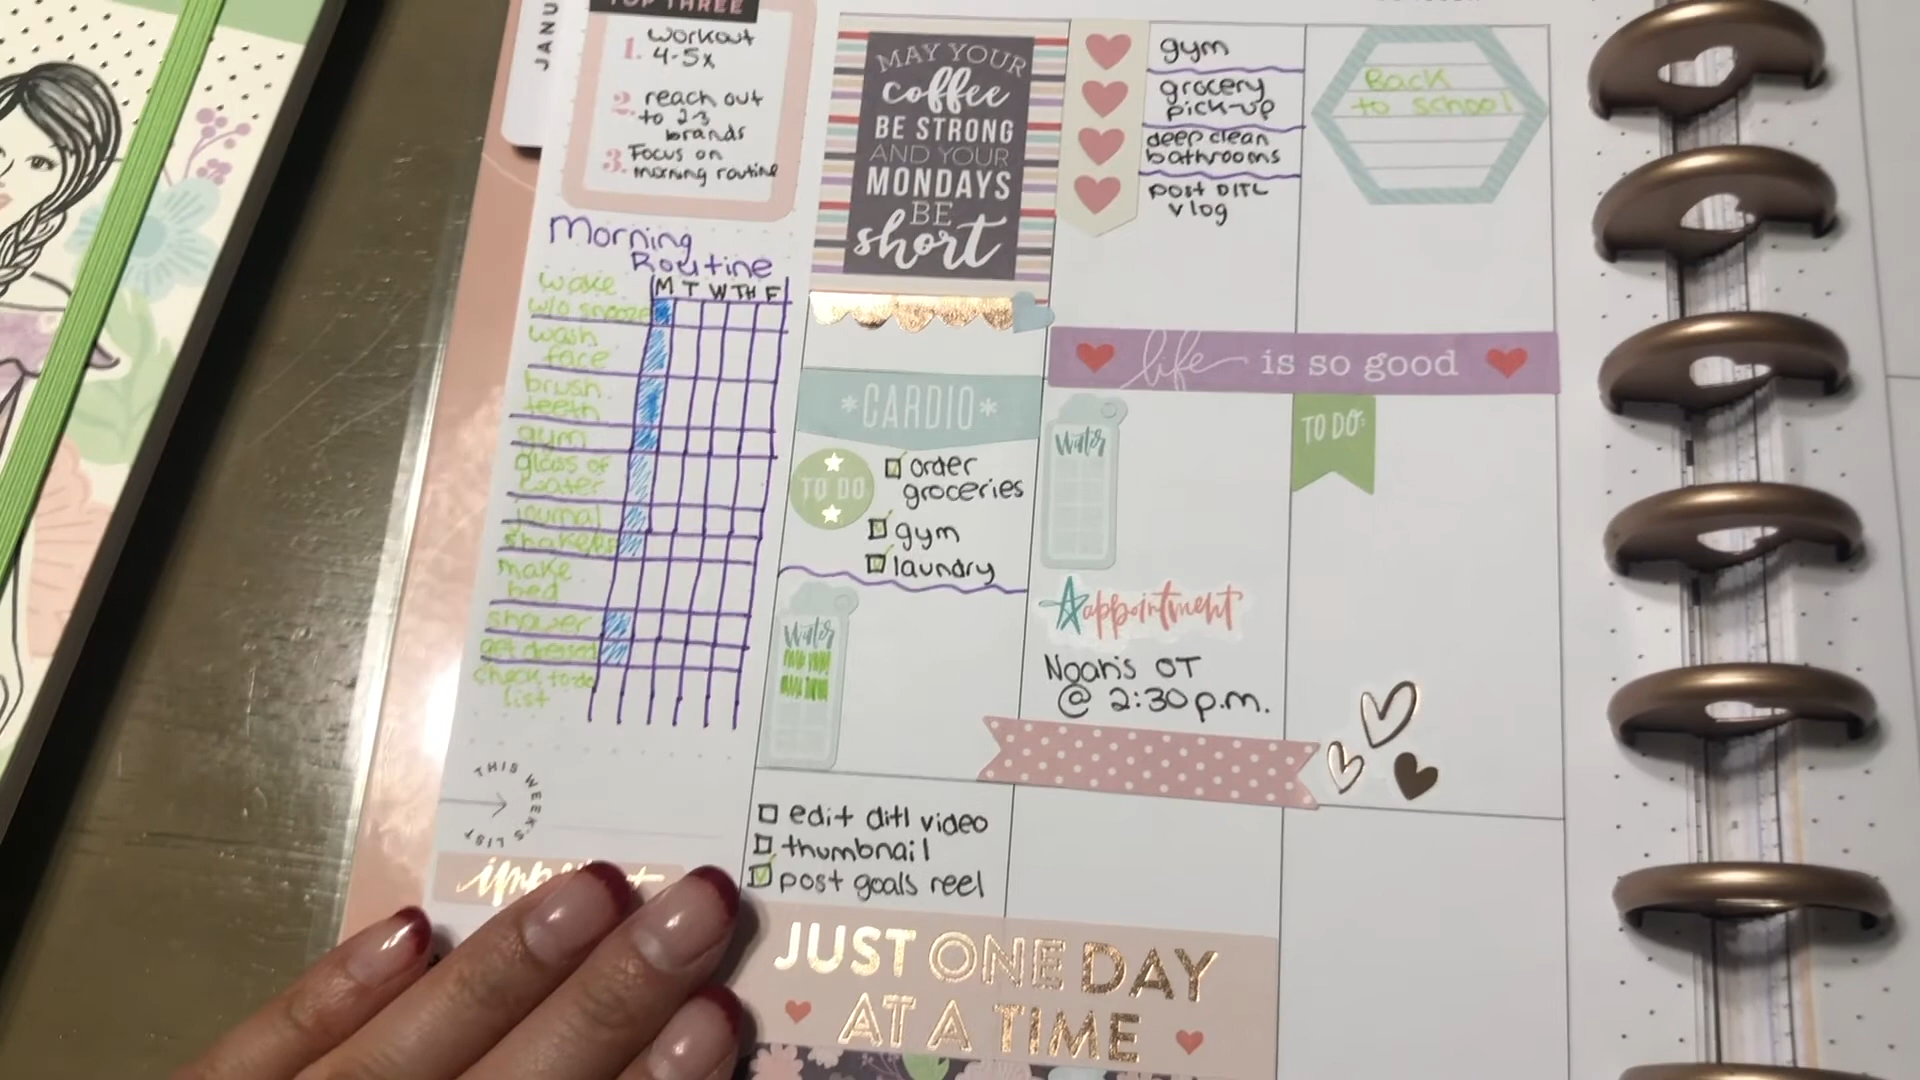 JANU
TOP THREE
1. workout
4-5x
2. reach out
to 2-3
brands
3. Focus on
morning routine
Morning
Routine
M T W TH F
wake
w/o snooze
wash
face
brush
teeth
gym
glass of
water
journal
shakeps
make
bed
shower
get dressed
check to do
list
THIS WEEK'S LIST
MAY YOUR
coffee
BE STRONG
AND YOUR
MONDAYS
BE
short
*CARDIO*
TO DO
order
groceries
gym
laundry
Water
edit ditl video
thumbnail
post goals reel
gym
grocery
pick-up
deep clean
bathrooms
post DITL
vlog
life is so good
Water
appointment
Noah's OT
@ 2:30 p.m.
Back
to school
TO DO:
JUST ONE DAY
AT A TIME